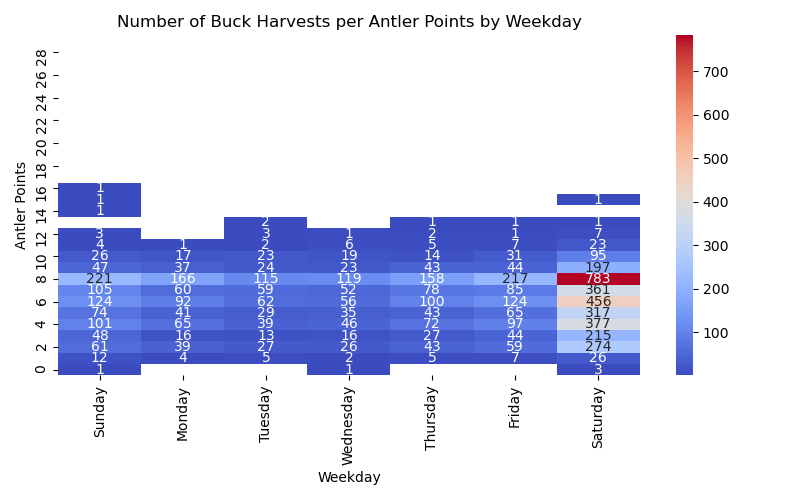 Number of Buck Harvests per Antler Points by Weekday
28
26
24
22
20
18
16 1
1 1
14 1
2 1 1 1
12 3 3 1 2 1 7
4 1 2 6 5 7 23
10 26 17 23 19 14 31 95
47 37 24 23 43 44 197
8 221 166 115 119 158 217 783
105 60 59 52 78 85 361
6 124 92 62 56 100 124 456
74 41 29 35 43 65 317
4 101 65 39 46 72 97 377
48 16 13 16 27 44 215
2 61 39 27 26 43 59 274
12 4 5 2 5 7 26
0 1 1 3
Antler Points
Sunday Monday Tuesday Wednesday Thursday Friday Saturday
Weekday
700
600
500
400
300
200
100